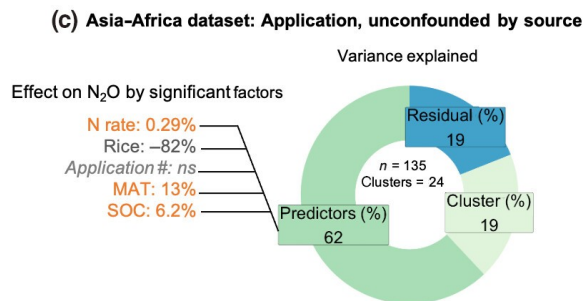 (c) Asia–Africa dataset: Application, unconfounded by source
Variance explained
Effect on N₂O by significant factors
N rate: 0.29%
Rice: –82%
Application #: ns
MAT: 13%
SOC: 6.2%
Residual (%)
19
n = 135
Clusters = 24
Cluster (%)
19
Predictors (%)
62